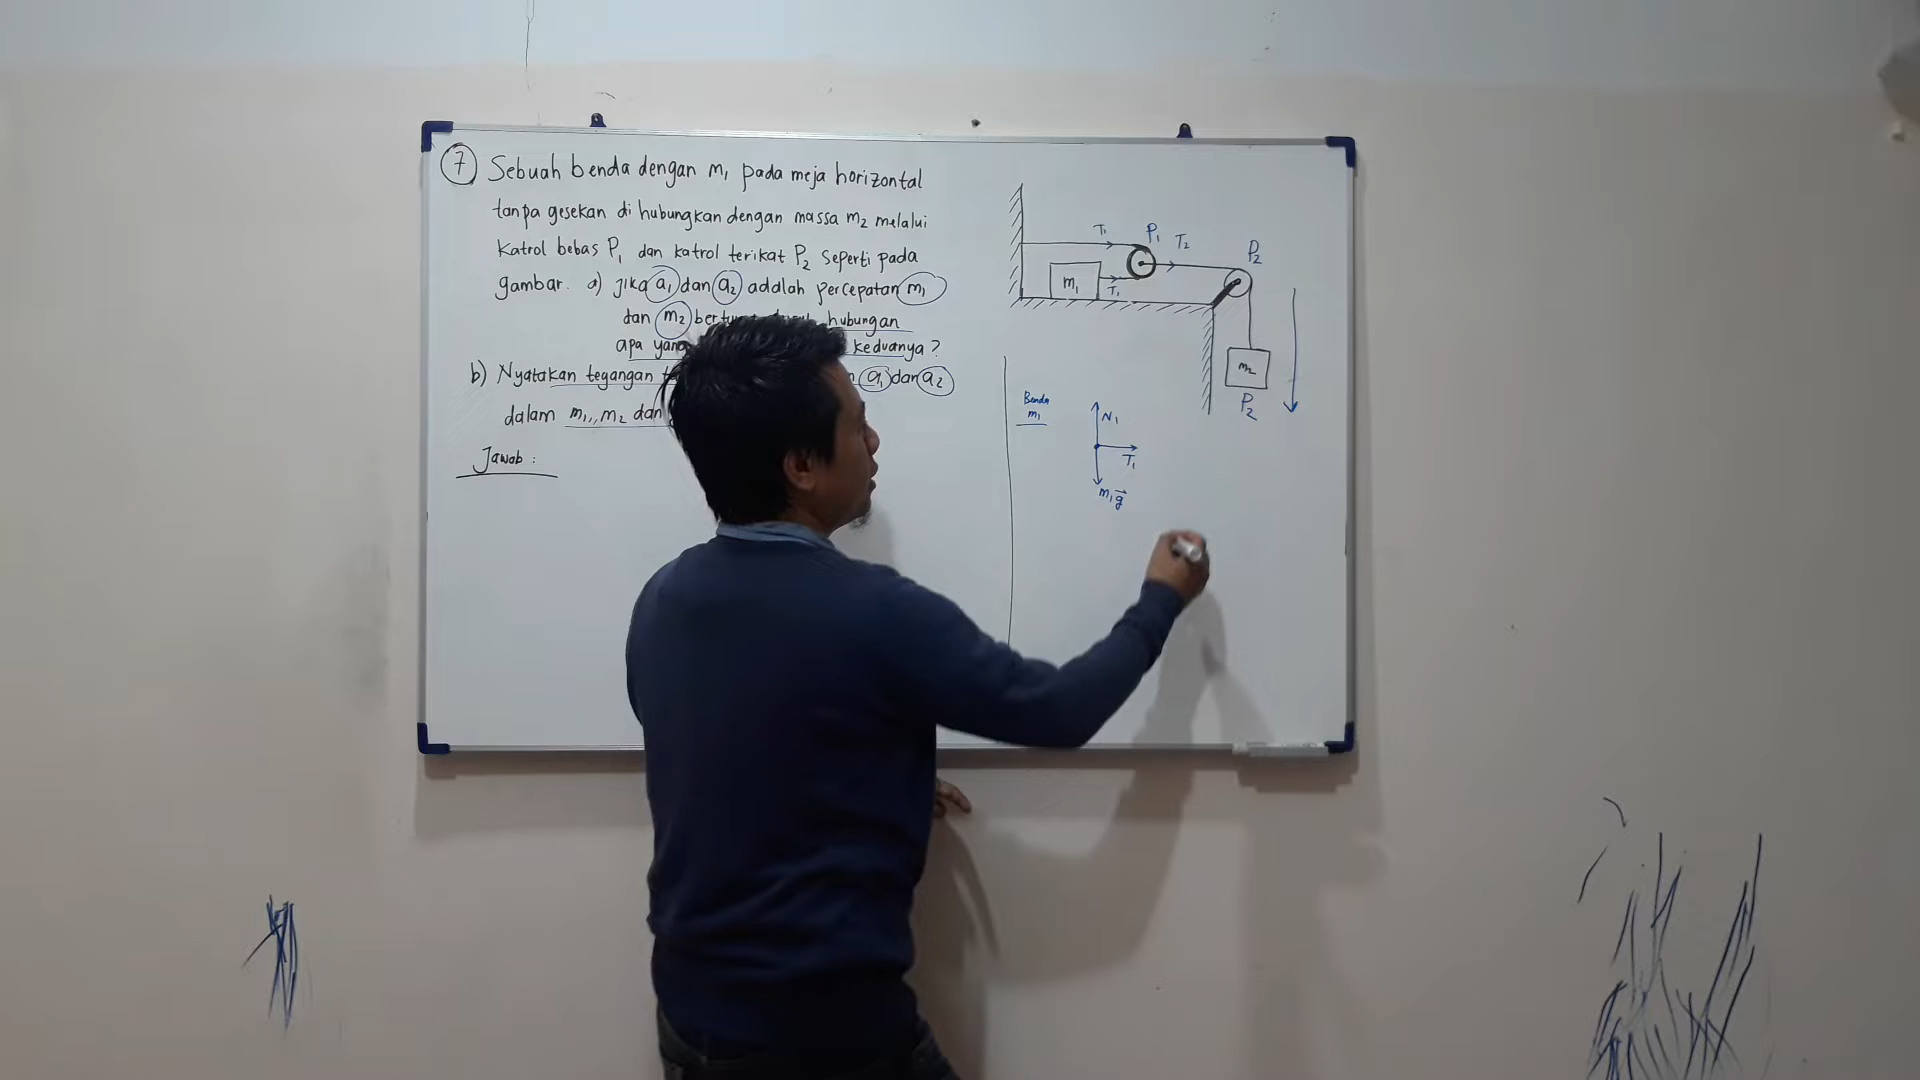 7 Sebuah benda dengan m₁ pada meja horizontal
tanpa gesekan di hubungkan dengan massa m₂ melalui
katrol bebas P₁ dan katrol terikat P₂ seperti pada
gambar. a) jika a₁ dan a₂ adalah percepatan m₁
dan m₂ hubungan
apa yang keduanya?
b) Nyatakan tegangan a₁ dan a₂
dalam m₁, m₂ dan
Jawab :
T₁ P₁ T₂ P₂
m₁ T₁
m₂
P₂
Benda
m₁
N₁
T₁
m₁g⃗